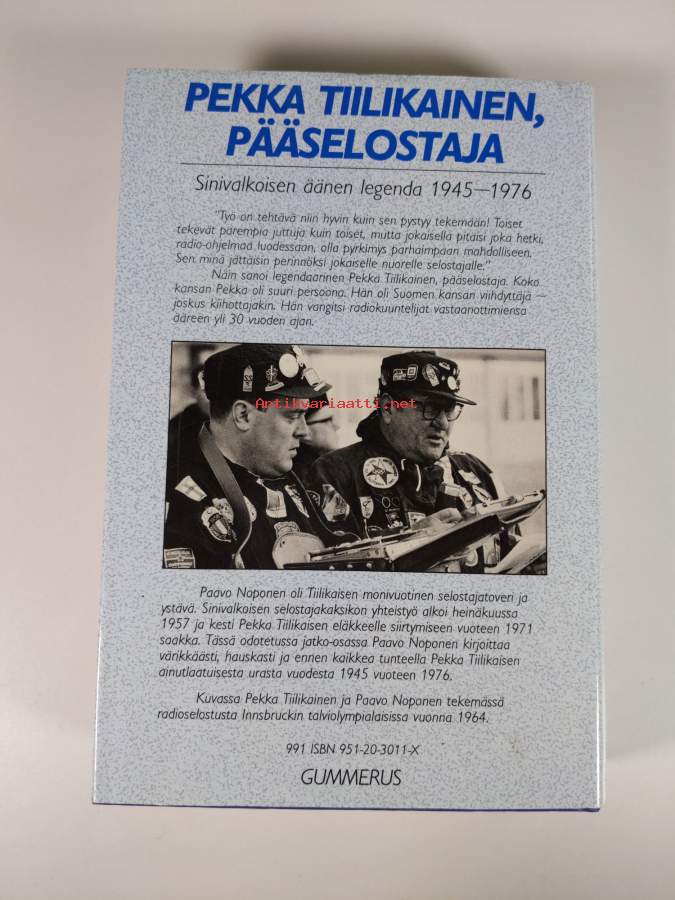 PEKKA TIILIKAINEN,
PÄÄSELOSTAJA
Sinivalkoisen äänen legenda 1945—1976
"Työ on tehtävä niin hyvin kuin sen pystyy tekemään! Toiset
tekevät parempia juttuja kuin toiset, mutta jokaisella pitäisi joka hetki,
radio-ohjelmaa luodessaan, olla pyrkimys parhaimpaan mahdolliseen.
Sen minä jättäisin perinnöksi jokaiselle nuorelle selostajalle."
Näin sanoi legendaarinen Pekka Tiilikainen, pääselostaja. Koko
kansan Pekka oli suuri persoona. Hän oli Suomen kansan viihdyttäjä —
joskus kiihottajakin. Hän vangitsi radiokuuntelijat vastaanottimiensa
ääreen yli 30 vuoden ajan.
Antikvariaatti.net
Paavo Noponen oli Tiilikaisen monivuotinen selostajatoveri ja
ystävä. Sinivalkoisen selostajakaksikon yhteistyö alkoi heinäkuussa
1957 ja kesti Pekka Tiilikaisen eläkkeelle siirtymiseen vuoteen 1971
saakka. Tässä odotetussa jatko-osassa Paavo Noponen kirjoittaa
värikkäästi, hauskasti ja ennen kaikkea tunteella Pekka Tiilikaisen
ainutlaatuisesta urasta vuodesta 1945 vuoteen 1976.
Kuvassa Pekka Tiilikainen ja Paavo Noponen tekemässä
radioselostusta Innsbruckin talviolympialaisissa vuonna 1964.
991 ISBN 951-20-3011-X
GUMMERUS